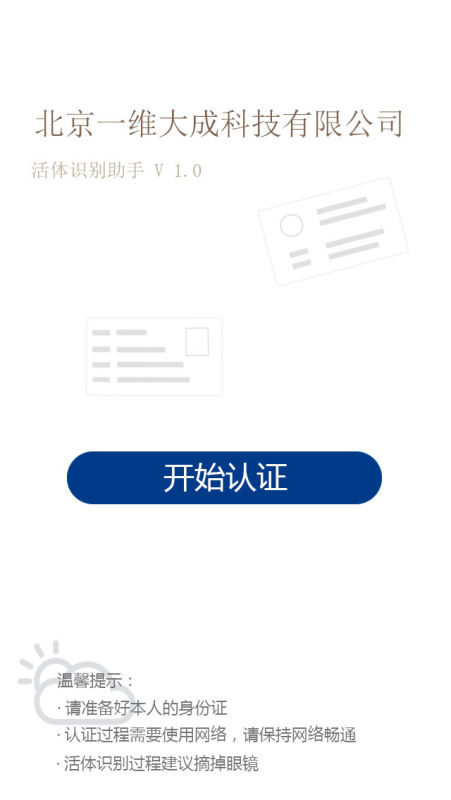 北京一维大成科技有限公司
活体识别助手 V 1.0
开始认证
温馨提示：
· 请准备好本人的身份证
· 认证过程需要使用网络，请保持网络畅通
· 活体识别过程建议摘掉眼镜